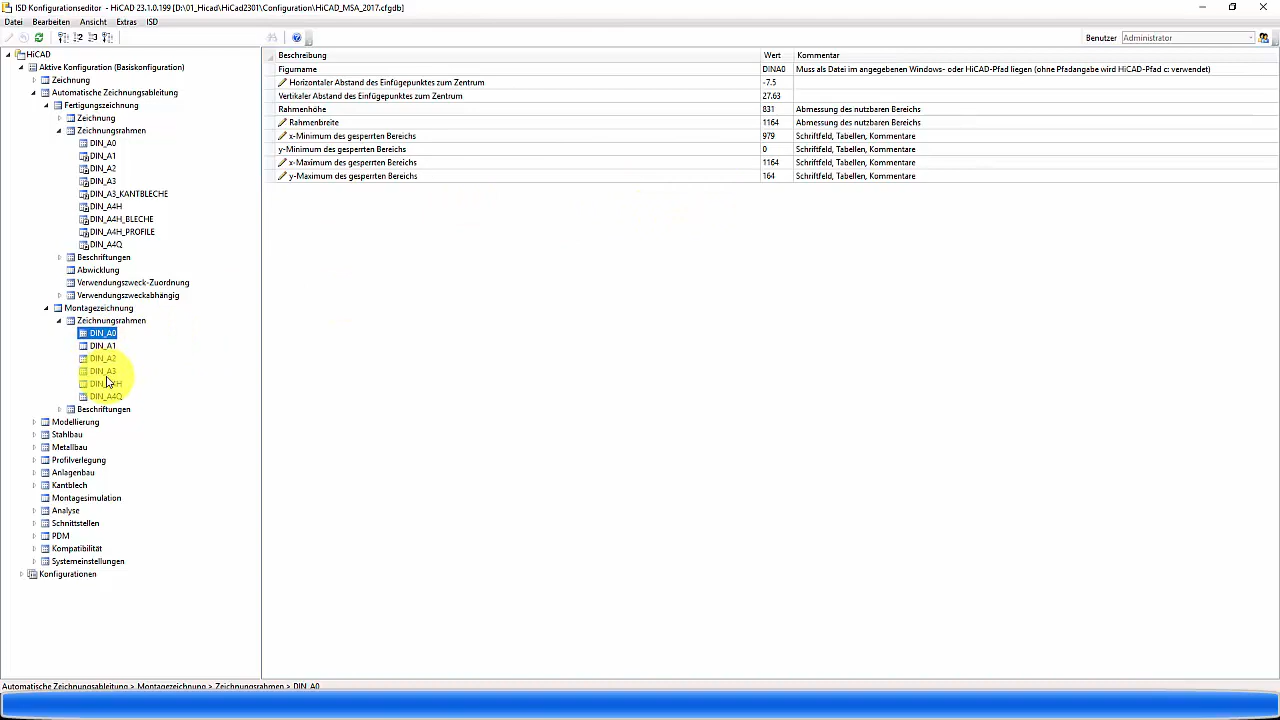 ISD Konfigurationseditor - HiCAD 23.1.0.199 [D:\01_Hicad\HiCad2301\Configuration\HiCAD_MSA_2017.cfgdb]
Datei Bearbeiten Ansicht Extras ISD
Benutzer Administrator
HiCAD
Aktive Konfiguration (Basiskonfiguration)
Zeichnung
Automatische Zeichnungsableitung
Fertigungszeichnung
Zeichnung
Zeichnungsrahmen
DIN_A0
DIN_A1
DIN_A2
DIN_A3
DIN_A3_KANTBLECHE
DIN_A4H
DIN_A4H_BLECHE
DIN_A4H_PROFILE
DIN_A4Q
Beschriftungen
Abwicklung
Verwendungszweck-Zuordnung
Verwendungszweckabhängig
Montagezeichnung
Zeichnungsrahmen
DIN_A0
DIN_A1
DIN_A2
DIN_A3
DIN_A4Q
Beschriftungen
Modellierung
Stahlbau
Metallbau
Profilverlegung
Anlagenbau
Kantblech
Montagesimulation
Analyse
Schnittstellen
PDM
Kompatibilität
Systemeinstellungen
Konfigurationen
Beschreibung Wert Kommentar
Figurname DINA0 Muss als Datei im angegebenen Windows- oder HiCAD-Pfad liegen (ohne Pfadangabe wird HiCAD-Pfad c: verwendet)
Horizontaler Abstand des Einfügepunktes zum Zentrum -7.5
Vertikaler Abstand des Einfügepunktes zum Zentrum 27.63
Rahmenhöhe 831 Abmessung des nutzbaren Bereichs
Rahmenbreite 1164 Abmessung des nutzbaren Bereichs
x-Minimum des gesperrten Bereichs 979 Schriftfeld, Tabellen, Kommentare
y-Minimum des gesperrten Bereichs 0 Schriftfeld, Tabellen, Kommentare
x-Maximum des gesperrten Bereichs 1164 Schriftfeld, Tabellen, Kommentare
y-Maximum des gesperrten Bereichs 164 Schriftfeld, Tabellen, Kommentare
Automatische Zeichnungsableitung > Montagezeichnung > Zeichnungsrahmen > DIN_A0